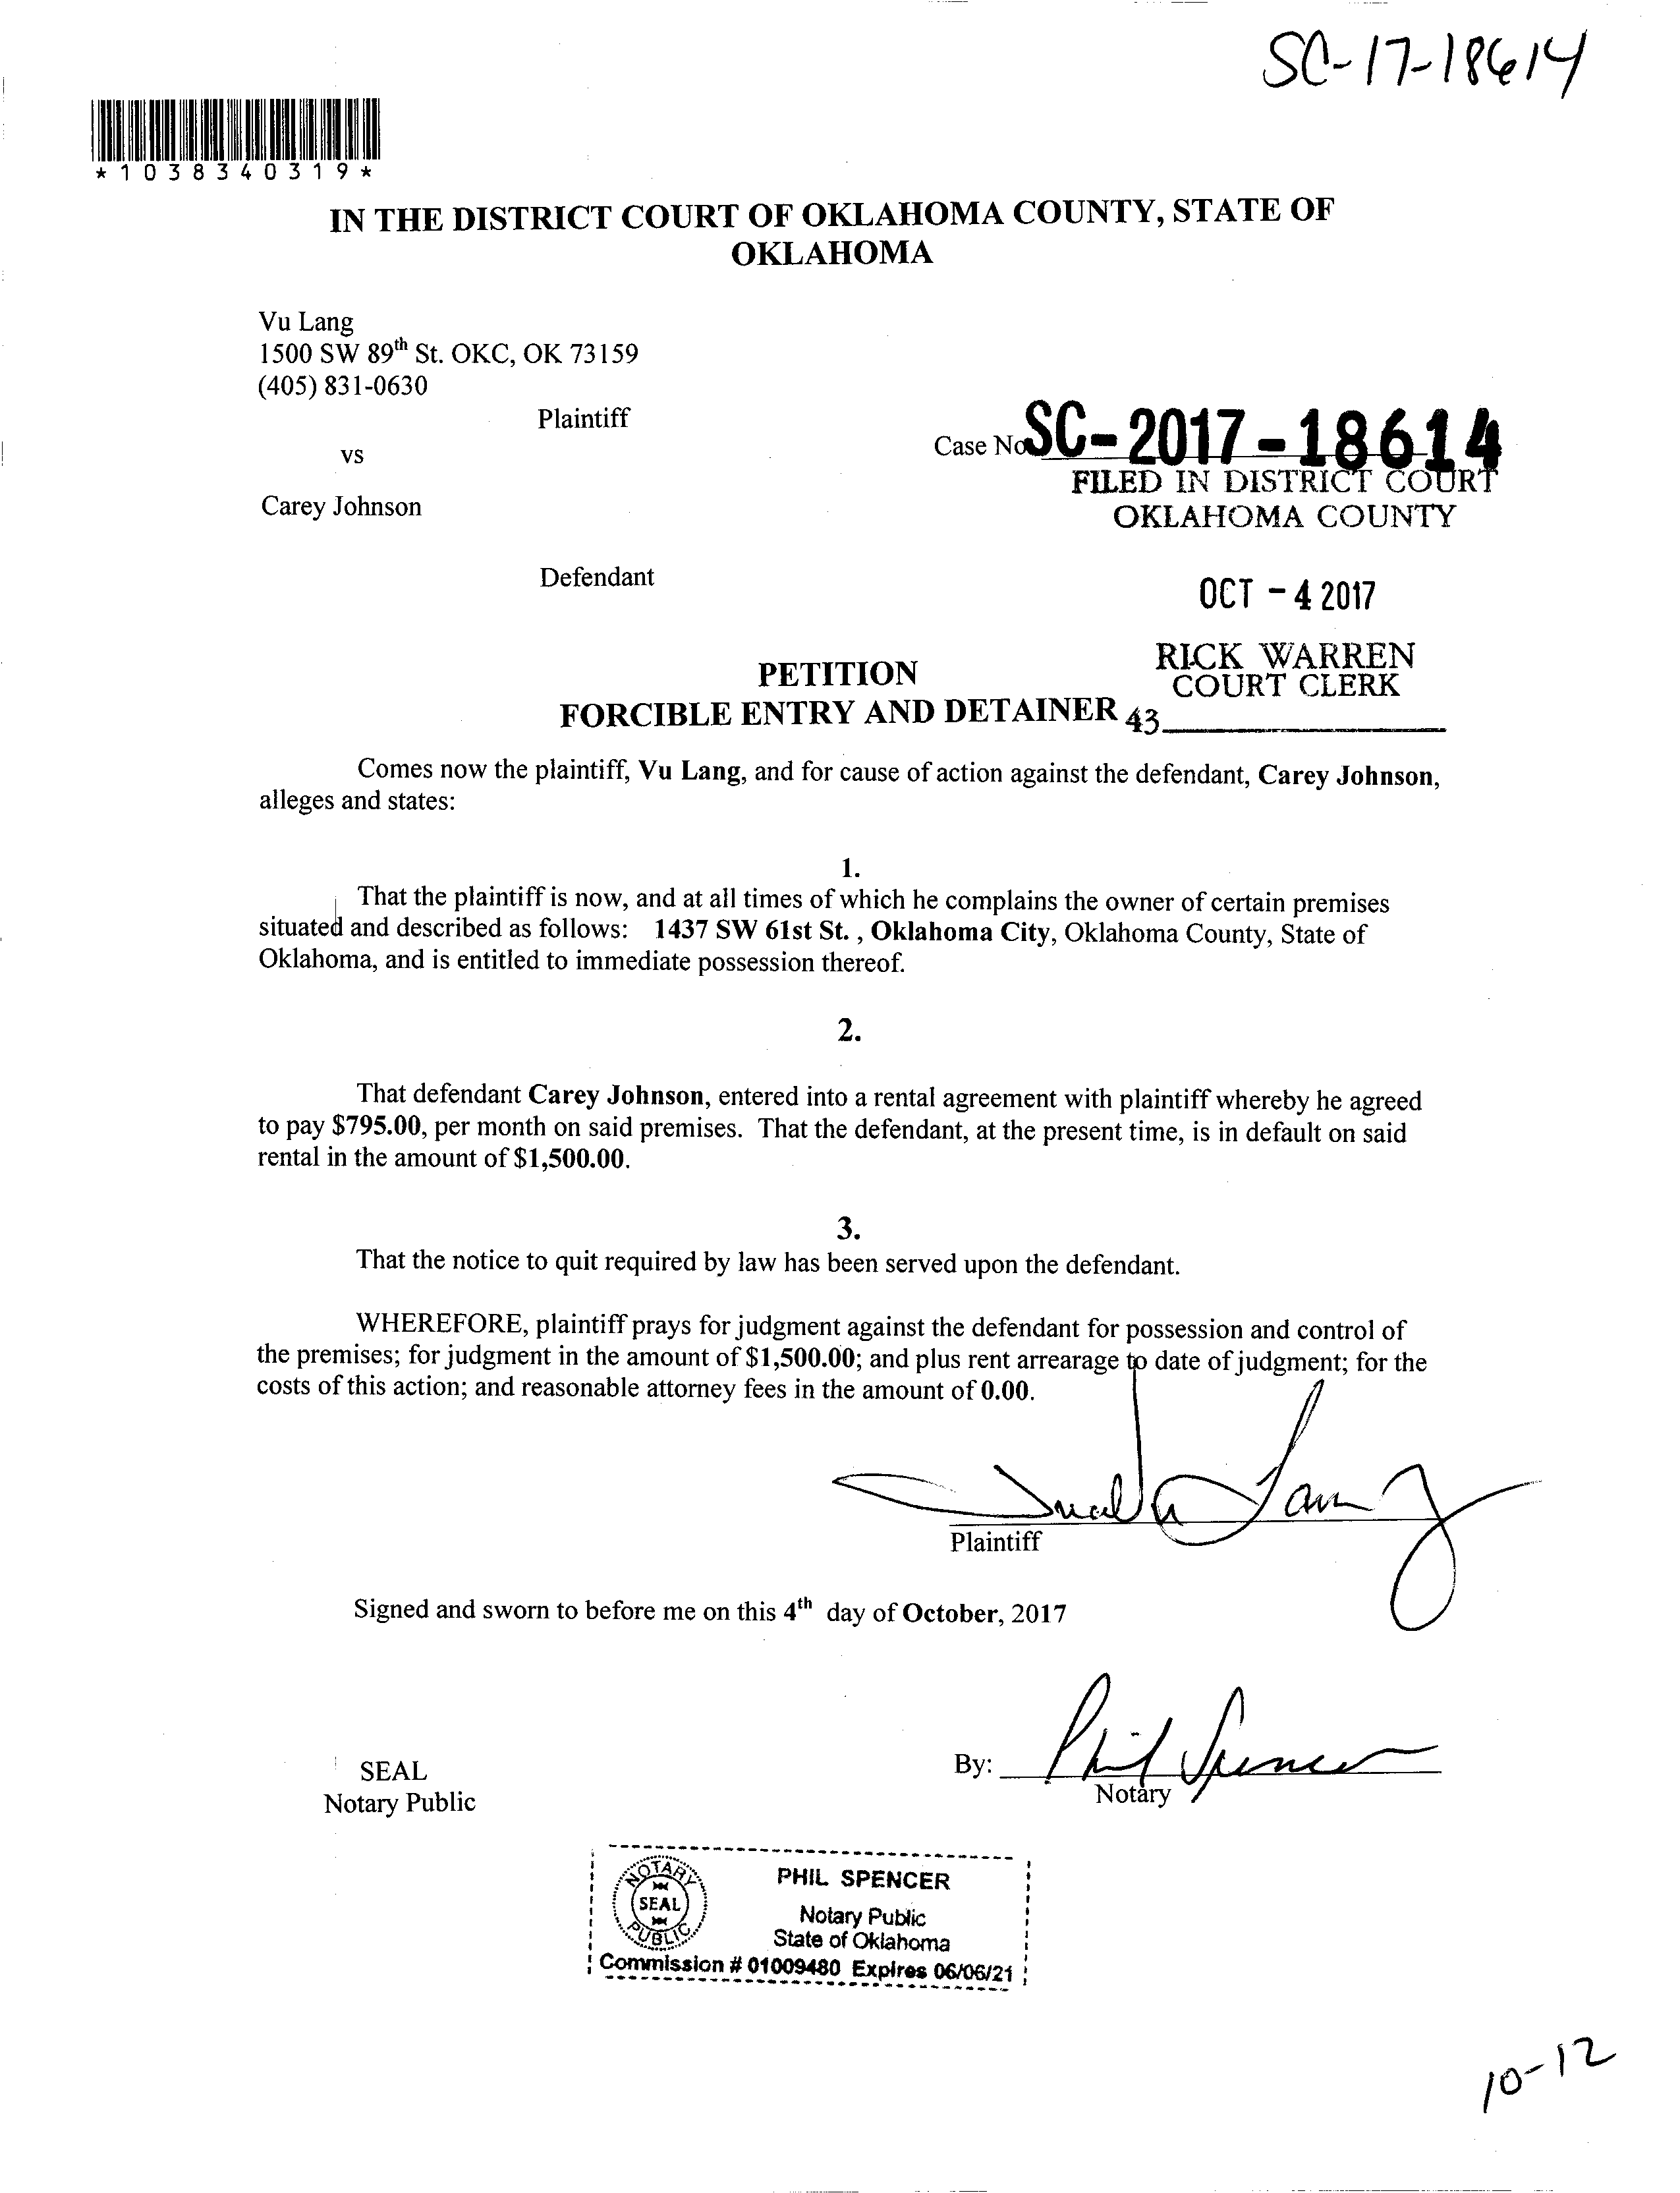 SC-17-18614
*1038340319*
IN THE DISTRICT COURT OF OKLAHOMA COUNTY, STATE OF
OKLAHOMA
Vu Lang
1500 SW 89th St. OKC, OK 73159
(405) 831-0630
Plaintiff
vs
Case No SC-2017-18614
FILED IN DISTRICT COURT
OKLAHOMA COUNTY
Carey Johnson
Defendant
OCT - 4 2017
RICK WARREN
COURT CLERK
43
PETITION
FORCIBLE ENTRY AND DETAINER
Comes now the plaintiff, Vu Lang, and for cause of action against the defendant, Carey Johnson,
alleges and states:
1.
That the plaintiff is now, and at all times of which he complains the owner of certain premises
situated and described as follows: 1437 SW 61st St. , Oklahoma City, Oklahoma County, State of
Oklahoma, and is entitled to immediate possession thereof.
2.
That defendant Carey Johnson, entered into a rental agreement with plaintiff whereby he agreed
to pay $795.00, per month on said premises. That the defendant, at the present time, is in default on said
rental in the amount of $1,500.00.
3.
That the notice to quit required by law has been served upon the defendant.
WHEREFORE, plaintiff prays for judgment against the defendant for possession and control of
the premises; for judgment in the amount of $1,500.00; and plus rent arrearage to date of judgment; for the
costs of this action; and reasonable attorney fees in the amount of 0.00.
Lang
Plaintiff
Signed and sworn to before me on this 4th day of October, 2017
By: Phil Spencer
Notary
SEAL
Notary Public
NOTARY
SEAL
PUBLIC
PHIL SPENCER
Notary Public
State of Oklahoma
Commission # 01009480 Expires 06/06/21
10-12